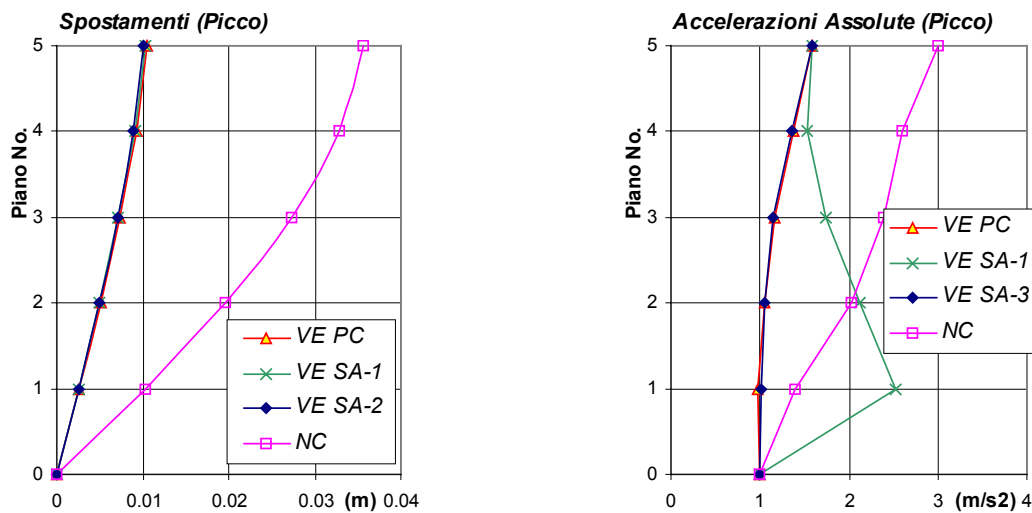 Spostamenti (Picco)
Piano No.
5
4
3
2
1
0
0
0.01
0.02
0.03
(m)
0.04
VE PC
VE SA-1
VE SA-2
NC
Accelerazioni Assolute (Picco)
Piano No.
5
4
3
2
1
0
0
1
2
3
(m/s2)
4
VE PC
VE SA-1
VE SA-3
NC